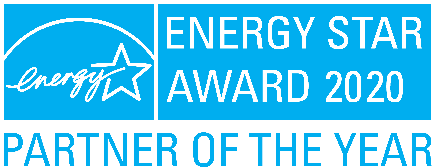 energy
ENERGY STAR
AWARD 2020
PARTNER OF THE YEAR